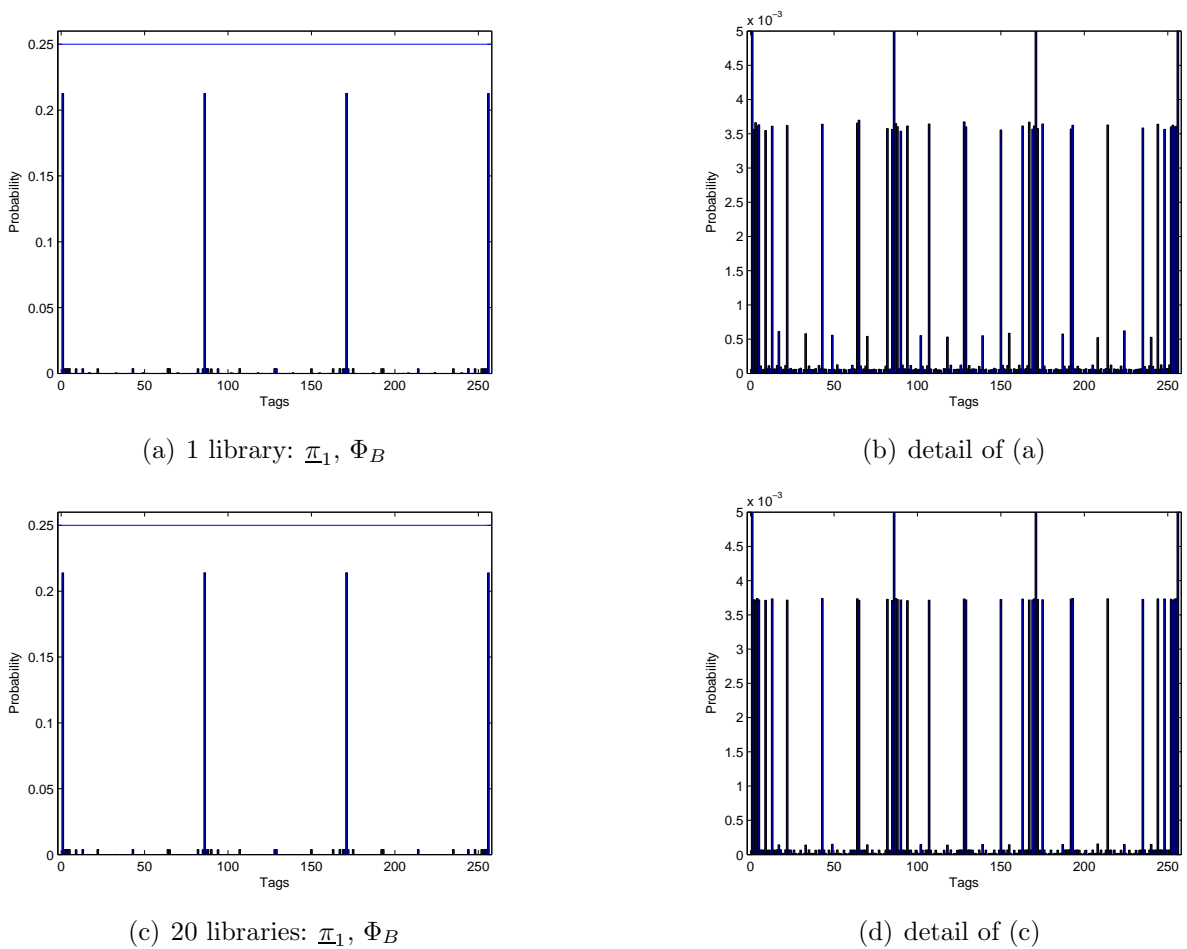 0.25
0.2
0.15
0.1
0.05
0
0 50 100 150 200 250
Probability
Tags
(a) 1 library: π1, ΦB
x 10−3
5
4.5
4
3.5
3
2.5
2
1.5
1
0.5
0
0 50 100 150 200 250
Probability
Tags
(b) detail of (a)
0.25
0.2
0.15
0.1
0.05
0
0 50 100 150 200 250
Probability
Tags
(c) 20 libraries: π1, ΦB
x 10−3
5
4.5
4
3.5
3
2.5
2
1.5
1
0.5
0
0 50 100 150 200 250
Probability
Tags
(d) detail of (c)